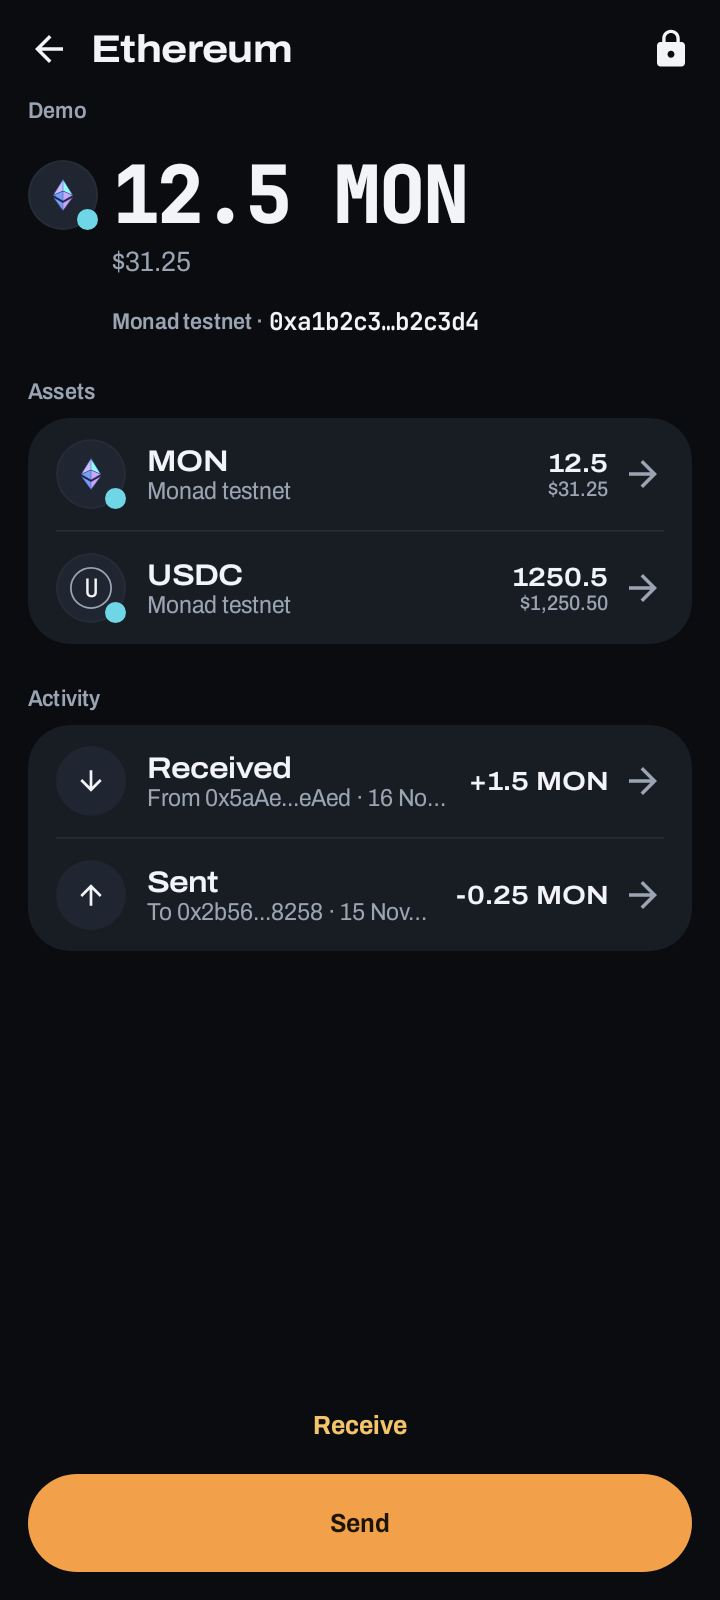 Ethereum
Demo
12.5 MON
$31.25
Monad testnet · 0xa1b2c3…b2c3d4
Assets
MON
Monad testnet
12.5
$31.25
U
USDC
Monad testnet
1250.5
$1,250.50
Activity
Received
From 0x5aAe...eAed · 16 No...
+1.5 MON
Sent
To 0x2b56...8258 · 15 Nov...
-0.25 MON
Receive
Send